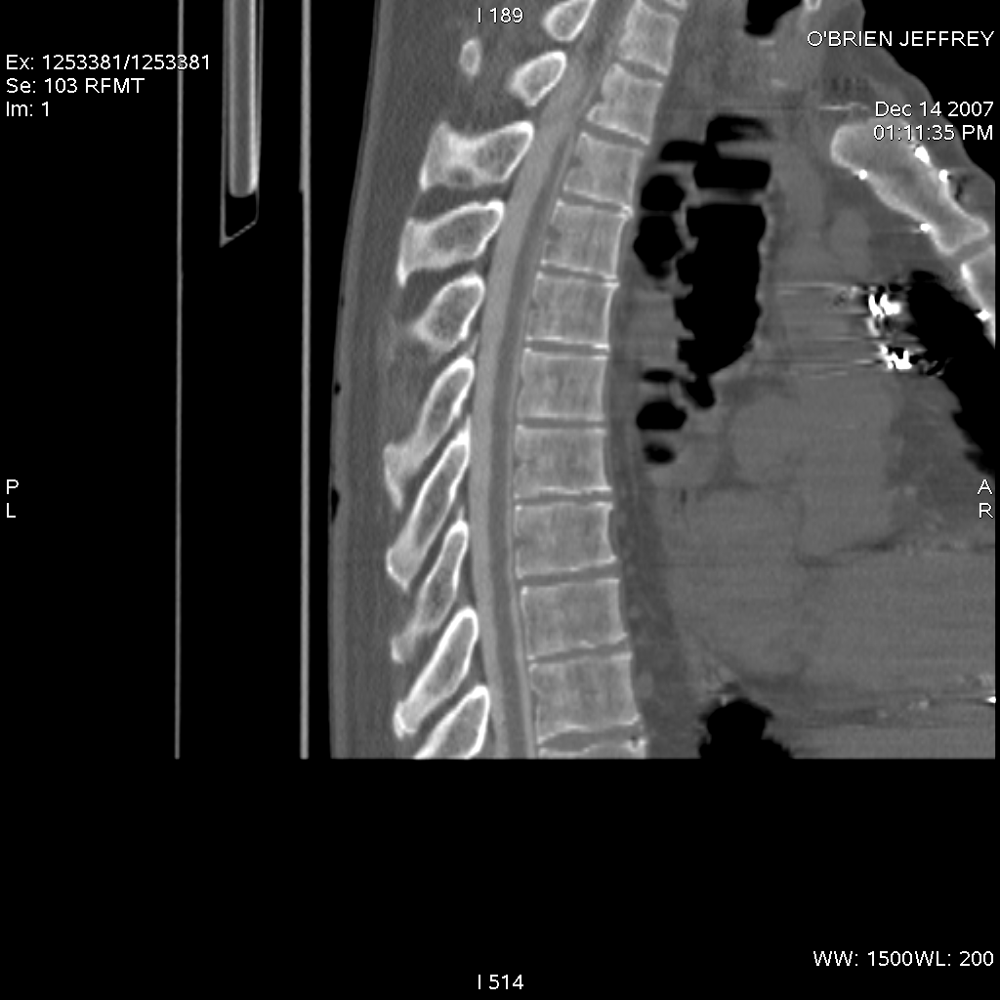 I 189
O'BRIEN JEFFREY
Ex: 1253381/1253381
Se: 103 RFMT
Im: 1
Dec 14 2007
01:11:35 PM
P
L
A
R
WW: 1500WL: 200
I 514